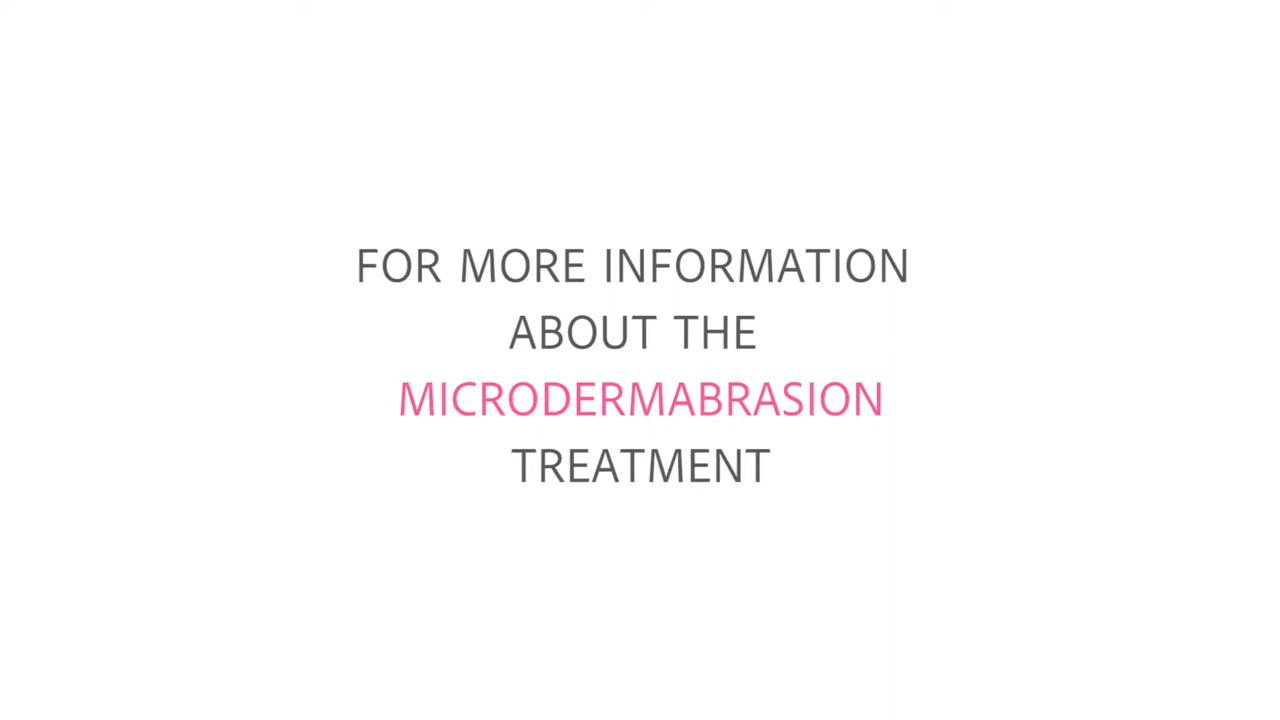 FOR MORE INFORMATION
ABOUT THE
MICRODERMABRASION
TREATMENT